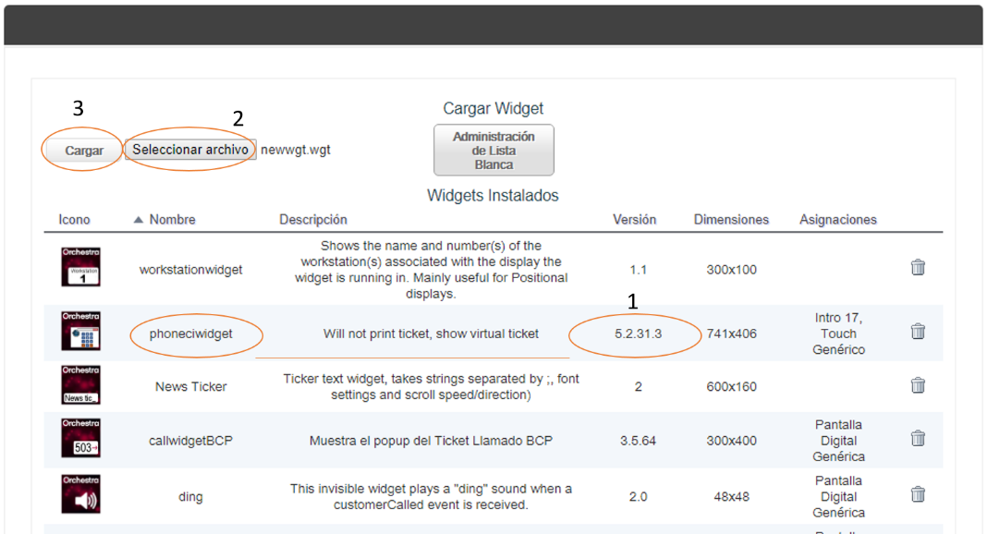 3
2
Cargar Widget
Cargar
Seleccionar archivo
newwgt.wgt
Administración
de Lista
Blanca
Widgets Instalados
Icono
Nombre
Descripción
Versión
Dimensiones
Asignaciones
Orchestra
Workstation
1
workstationwidget
Shows the name and number(s) of the
workstation(s) associated with the display the
widget is running in. Mainly useful for Positional
displays.
1.1
300x100
1
Orchestra
phoneciwidget
Will not print ticket, show virtual ticket
5.2.31.3
741x406
Intro 17,
Touch
Genérico
Orchestra
News tic_
News Ticker
Ticker text widget, takes strings separated by ;, font
settings and scroll speed/direction)
2
600x160
Orchestra
503
callwidgetBCP
Muestra el popup del Ticket Llamado BCP
3.5.64
300x400
Pantalla
Digital
Genérica
Orchestra
ding
This invisible widget plays a "ding" sound when a
customerCalled event is received.
2.0
48x48
Pantalla
Digital
Genérica